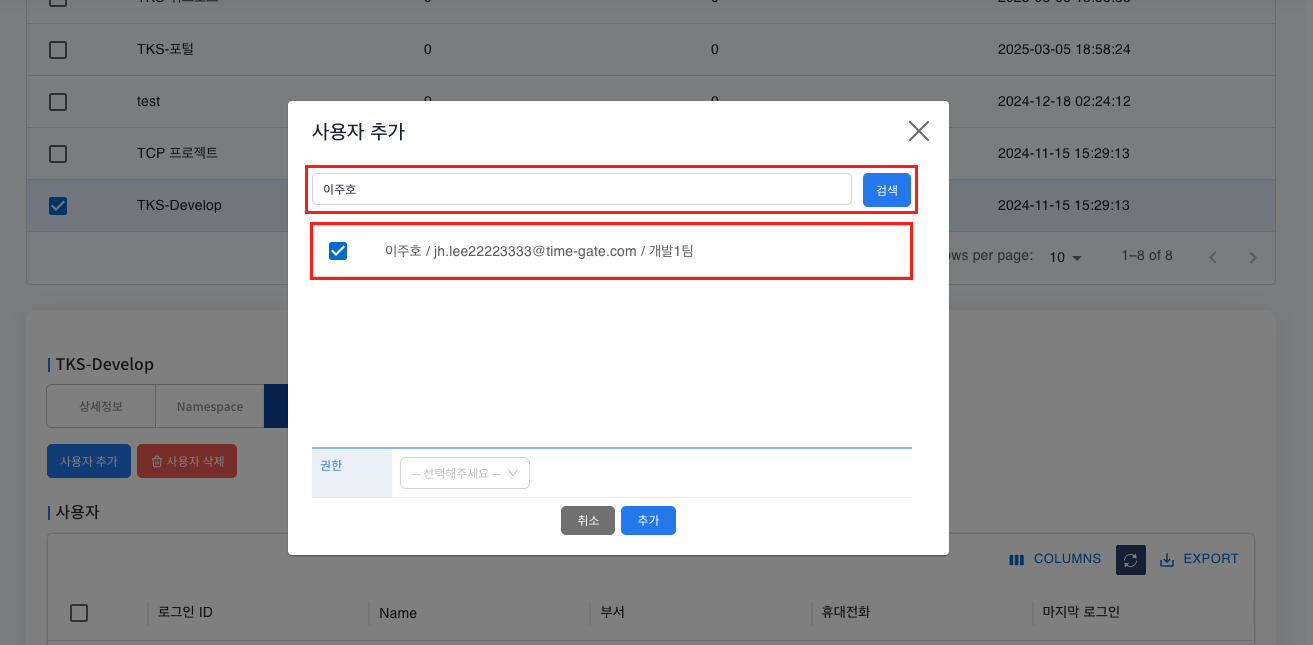 TKS-포털 0 0 2025-03-05 18:58:24
test 0 0 2024-12-18 02:24:12
TCP 프로젝트 2024-11-15 15:29:13
TKS-Develop 2024-11-15 15:29:13
사용자 추가
이주호 검색
이주호 / jh.lee22223333@time-gate.com / 개발1팀
per page: 10 1–8 of 8
권한 -- 선택해주세요 --
취소 추가
TKS-Develop
상세정보 Namespace
사용자 추가 사용자 삭제
사용자
COLUMNS EXPORT
로그인 ID Name 부서 휴대전화 마지막 로그인